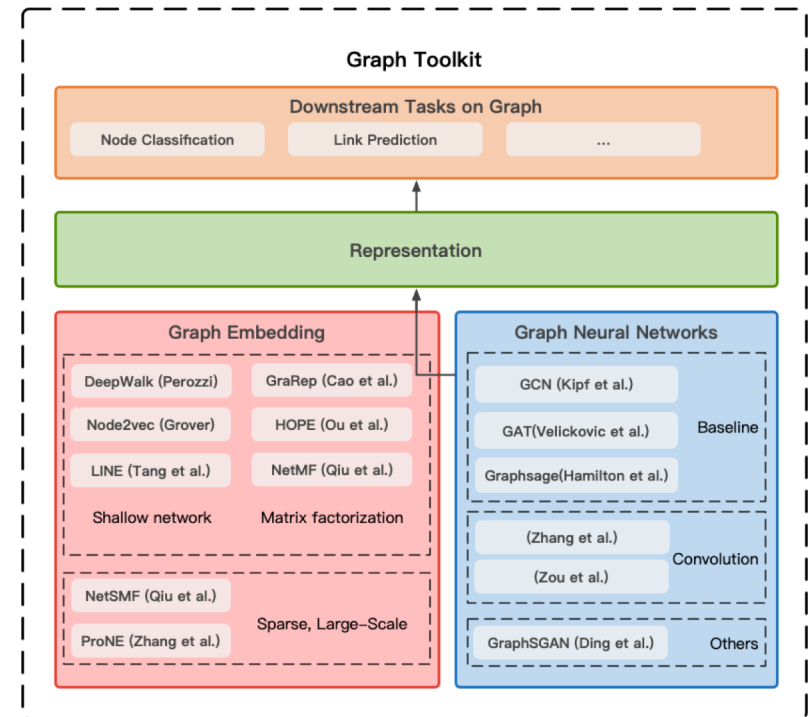 Graph Toolkit
Downstream Tasks on Graph
Node Classification
Link Prediction
...
Representation
Graph Embedding
DeepWalk (Perozzi)
GraRep (Cao et al.)
Node2vec (Grover)
HOPE (Ou et al.)
LINE (Tang et al.)
NetMF (Qiu et al.)
Shallow network
Matrix factorization
NetSMF (Qiu et al.)
ProNE (Zhang et al.)
Sparse, Large-Scale
Graph Neural Networks
GCN (Kipf et al.)
GAT(Velickovic et al.)
Graphsage(Hamilton et al.)
Baseline
(Zhang et al.)
(Zou et al.)
Convolution
GraphSGAN (Ding et al.)
Others